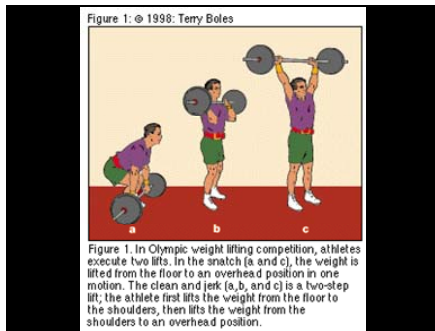 Figure 1: © 1998: Terry Boles
a
b
c
Figure 1. In Olympic weight lifting competition, athletes
execute two lifts. In the snatch (a and c), the weight is
lifted from the floor to an overhead position in one
motion. The clean and jerk (a,b, and c) is a two-step
lift; the athlete first lifts the weight from the floor to
the shoulders, then lifts the weight from the
shoulders to an overhead position.